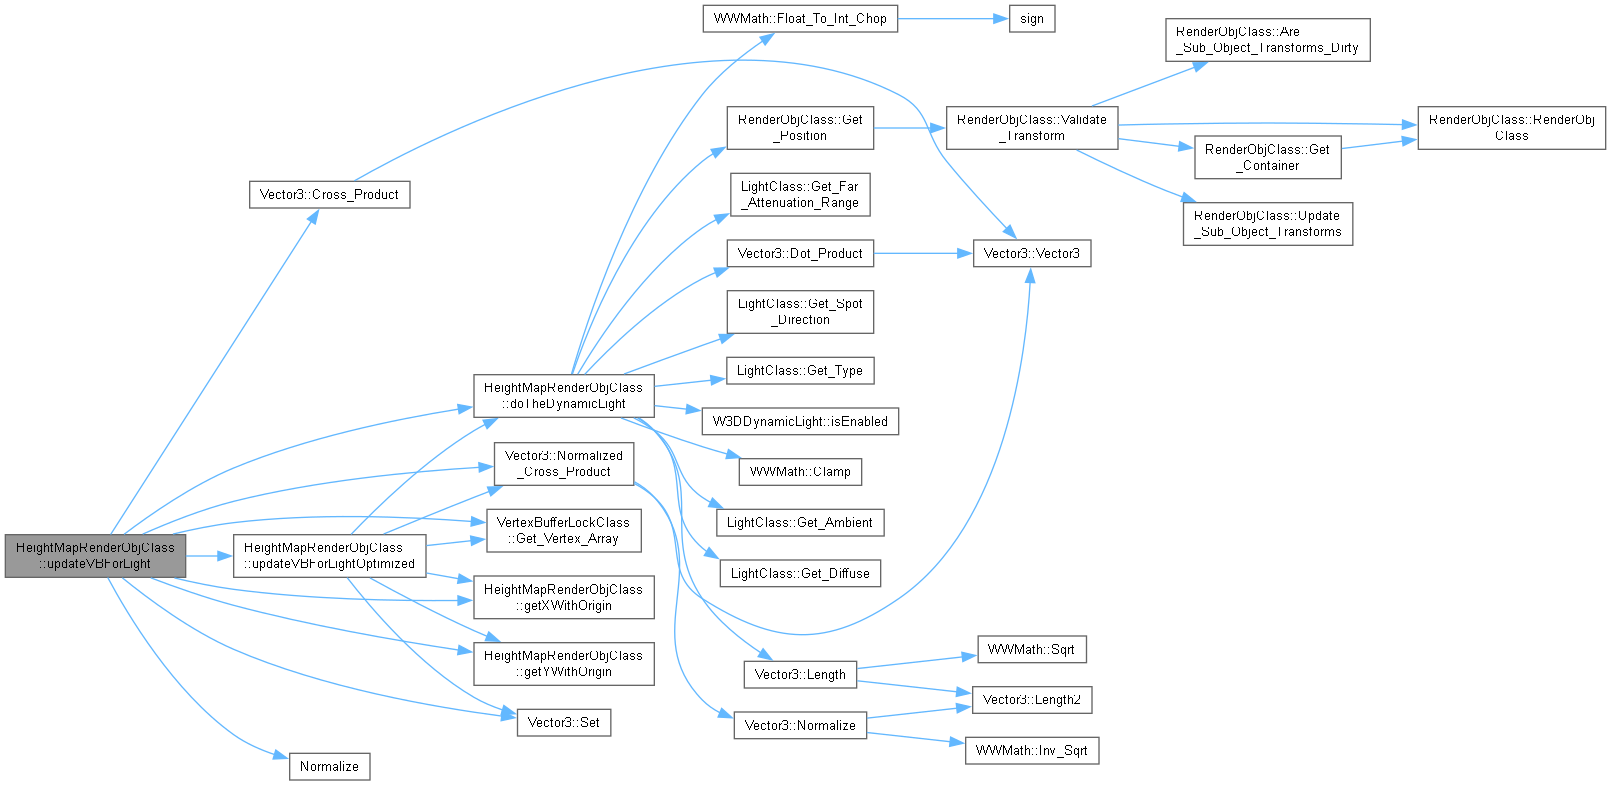 HeightMapRenderObjClass
::updateVBForLight
Vector3::Cross_Product
HeightMapRenderObjClass
::updateVBForLightOptimized
Normalize
HeightMapRenderObjClass
::doTheDynamicLight
Vector3::Normalized
_Cross_Product
VertexBufferLockClass
::Get_Vertex_Array
HeightMapRenderObjClass
::getXWithOrigin
HeightMapRenderObjClass
::getYWithOrigin
Vector3::Set
WWMath::Float_To_Int_Chop
RenderObjClass::Get
_Position
LightClass::Get_Far
_Attenuation_Range
Vector3::Dot_Product
LightClass::Get_Spot
_Direction
LightClass::Get_Type
W3DDynamicLight::isEnabled
WWMath::Clamp
LightClass::Get_Ambient
LightClass::Get_Diffuse
Vector3::Length
Vector3::Normalize
sign
RenderObjClass::Validate
_Transform
Vector3::Vector3
WWMath::Sqrt
Vector3::Length2
WWMath::Inv_Sqrt
RenderObjClass::Are
_Sub_Object_Transforms_Dirty
RenderObjClass::Get
_Container
RenderObjClass::Update
_Sub_Object_Transforms
RenderObjClass::RenderObj
Class